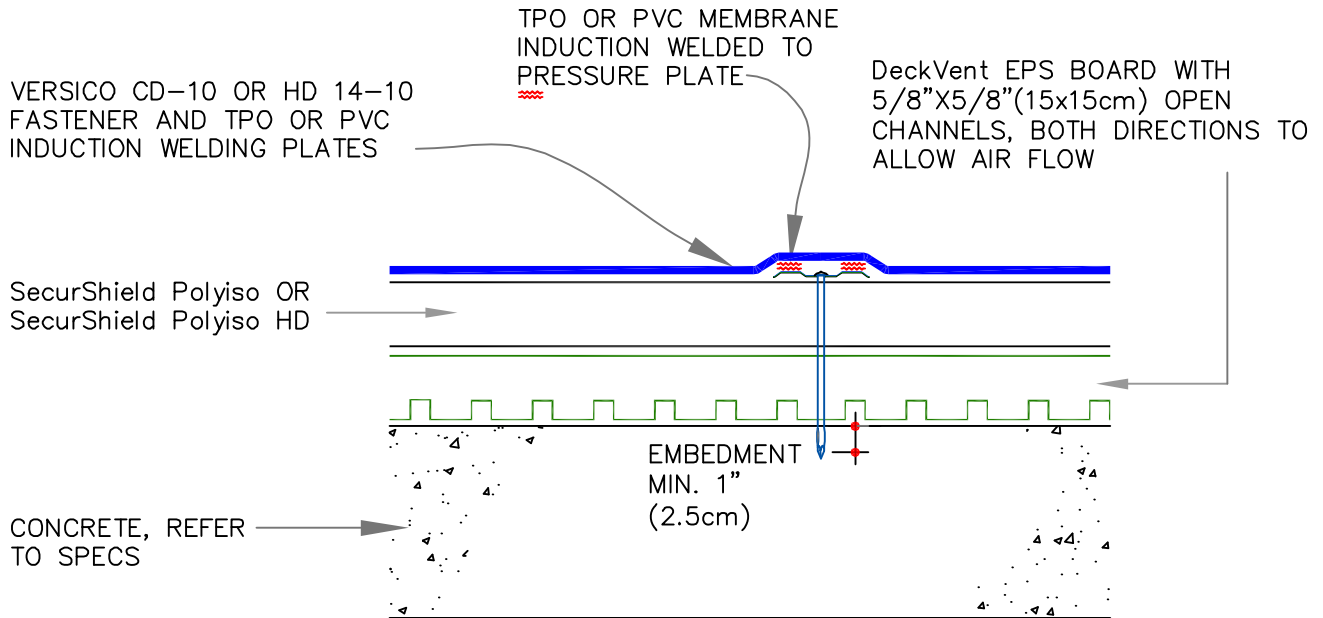 TPO OR PVC MEMBRANE
INDUCTION WELDED TO
PRESSURE PLATE
VERSICO CD-10 OR HD 14-10
FASTENER AND TPO OR PVC
INDUCTION WELDING PLATES
DeckVent EPS BOARD WITH
5/8"X5/8"(15x15cm) OPEN
CHANNELS, BOTH DIRECTIONS TO
ALLOW AIR FLOW
SecurShield Polyiso OR
SecurShield Polyiso HD
EMBEDMENT
MIN. 1"
(2.5cm)
CONCRETE, REFER
TO SPECS